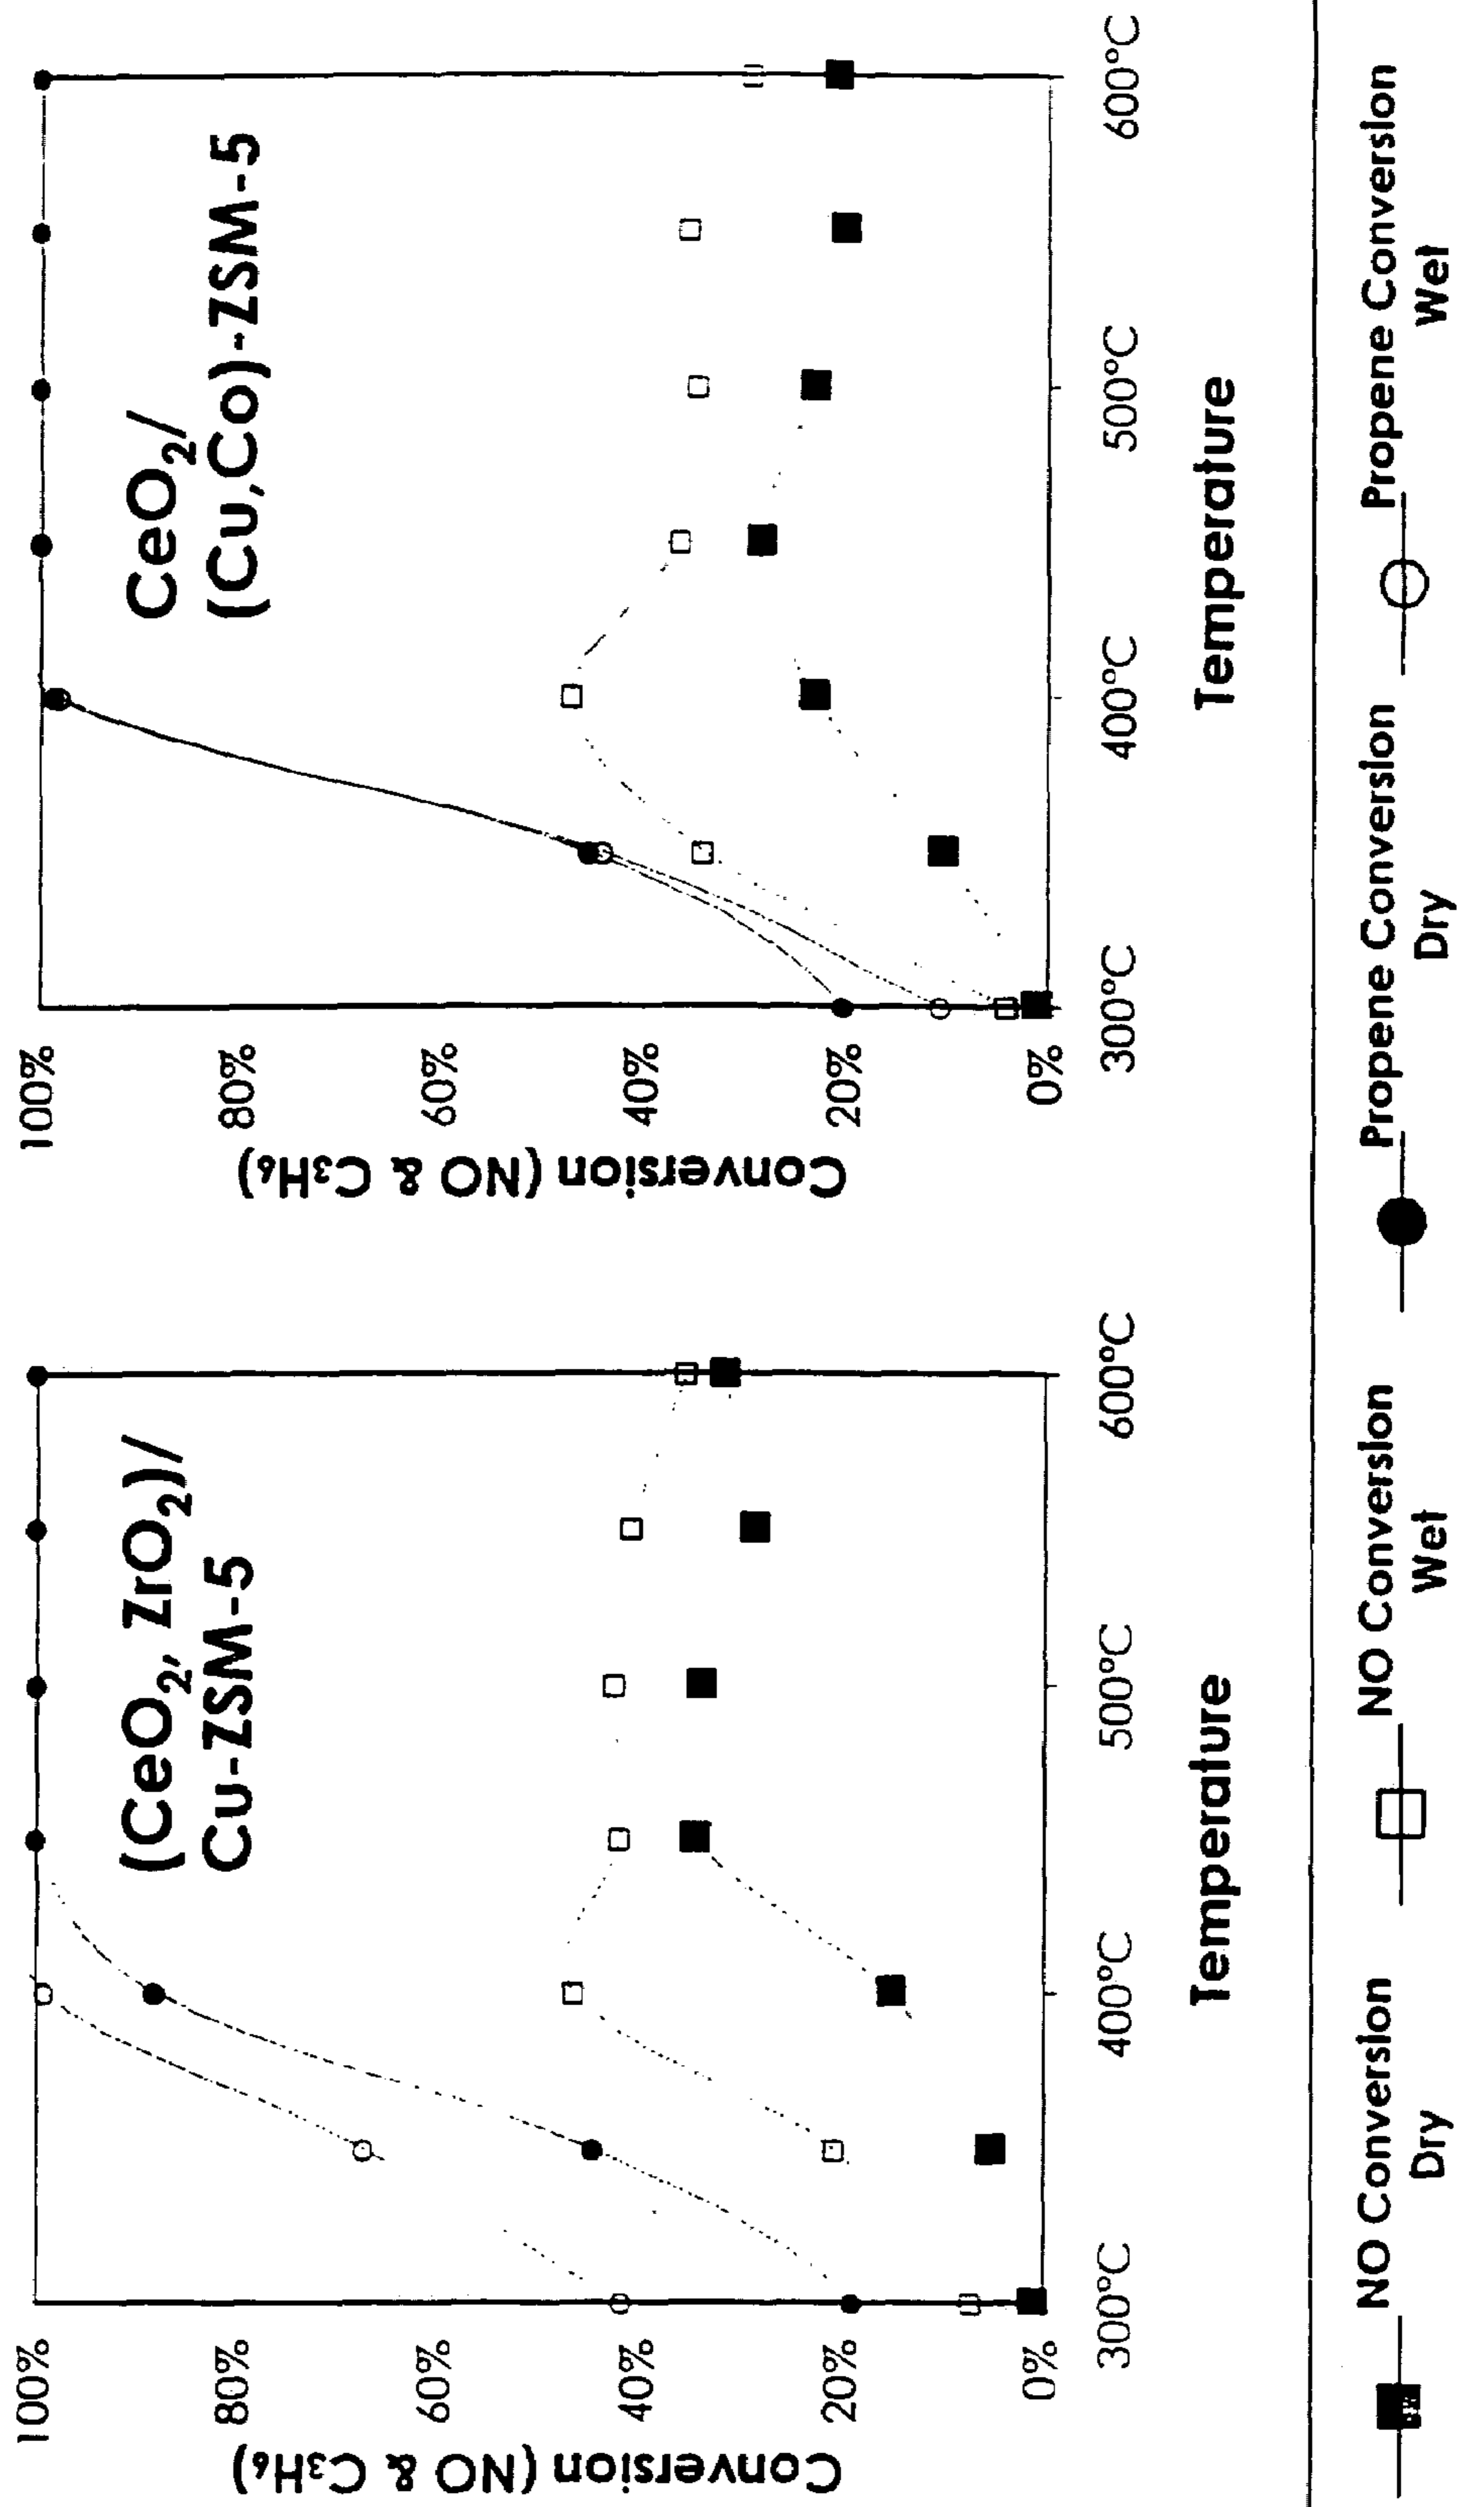 Conversion (NO & C₃H₆)
100%
80%
60%
40%
20%
0%
(CeO₂, ZrO₂)/
Cu-ZSM-5
300°C
400°C
500°C
600°C
Temperature
Conversion (NO & C₃H₆)
100%
80%
60%
40%
20%
0%
CeO₂/
(Cu,Co)-ZSM-5
300°C
400°C
500°C
600°C
Temperature
NO Conversion
Dry
NO Conversion
Wet
Propene Conversion
Dry
Propene Conversion
Wet